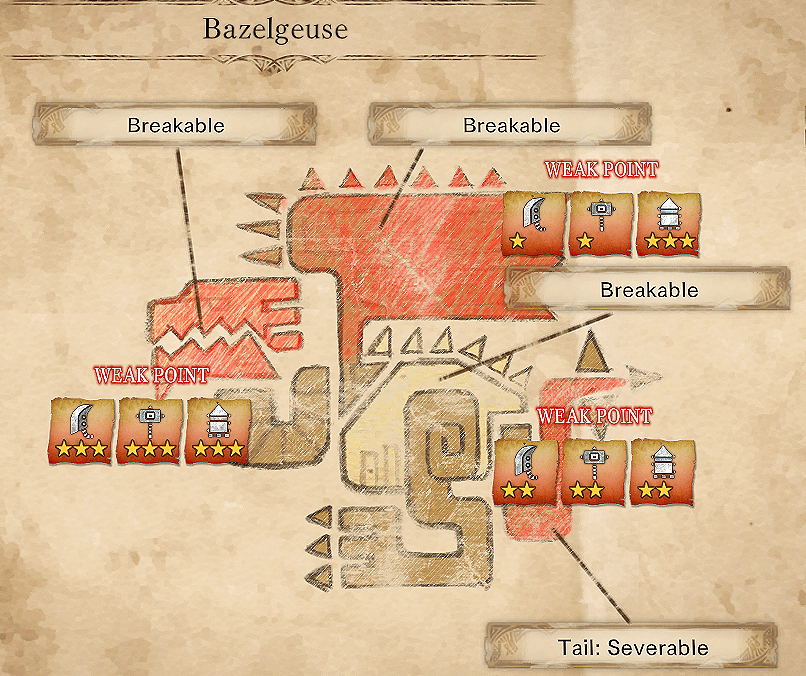 Bazelgeuse
Breakable
Breakable
WEAK POINT
Breakable
WEAK POINT
WEAK POINT
Tail: Severable